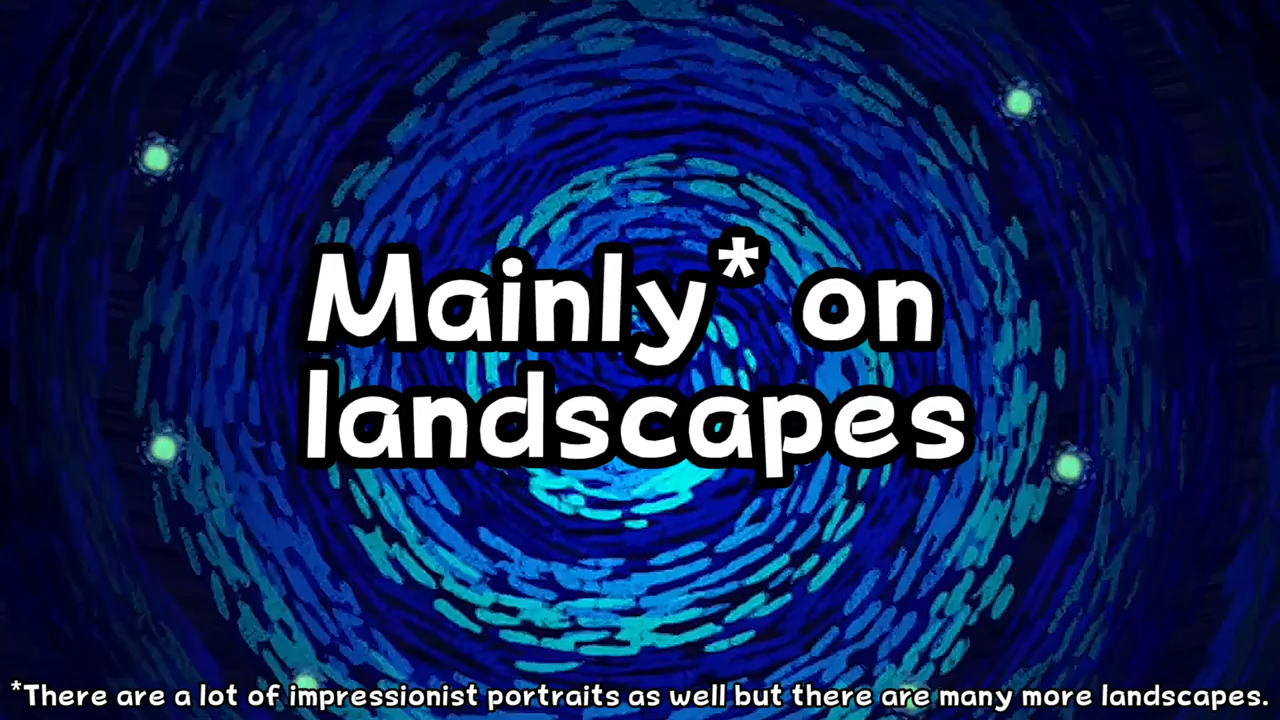 Mainly* on
landscapes
*There are a lot of impressionist portraits as well but there are many more landscapes.